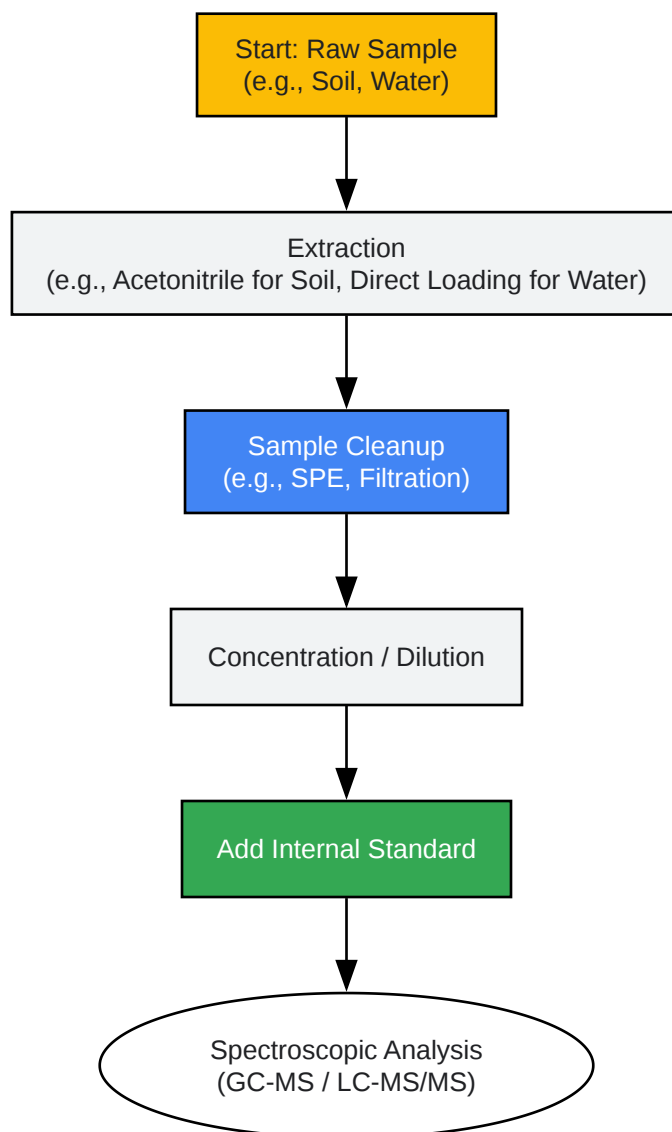 Start: Raw Sample
(e.g., Soil, Water)
Extraction
(e.g., Acetonitrile for Soil, Direct Loading for Water)
Sample Cleanup
(e.g., SPE, Filtration)
Concentration / Dilution
Add Internal Standard
Spectroscopic Analysis
(GC-MS / LC-MS/MS)